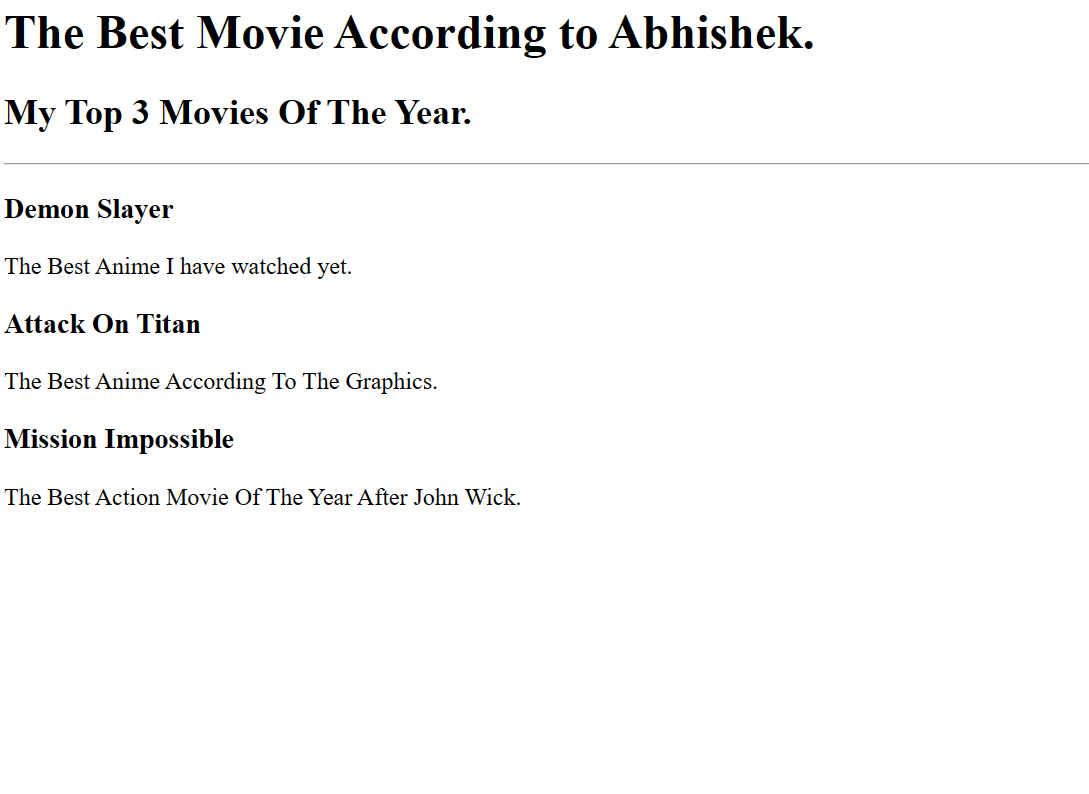 The Best Movie According to Abhishek.
My Top 3 Movies Of The Year.
Demon Slayer
The Best Anime I have watched yet.
Attack On Titan
The Best Anime According To The Graphics.
Mission Impossible
The Best Action Movie Of The Year After John Wick.